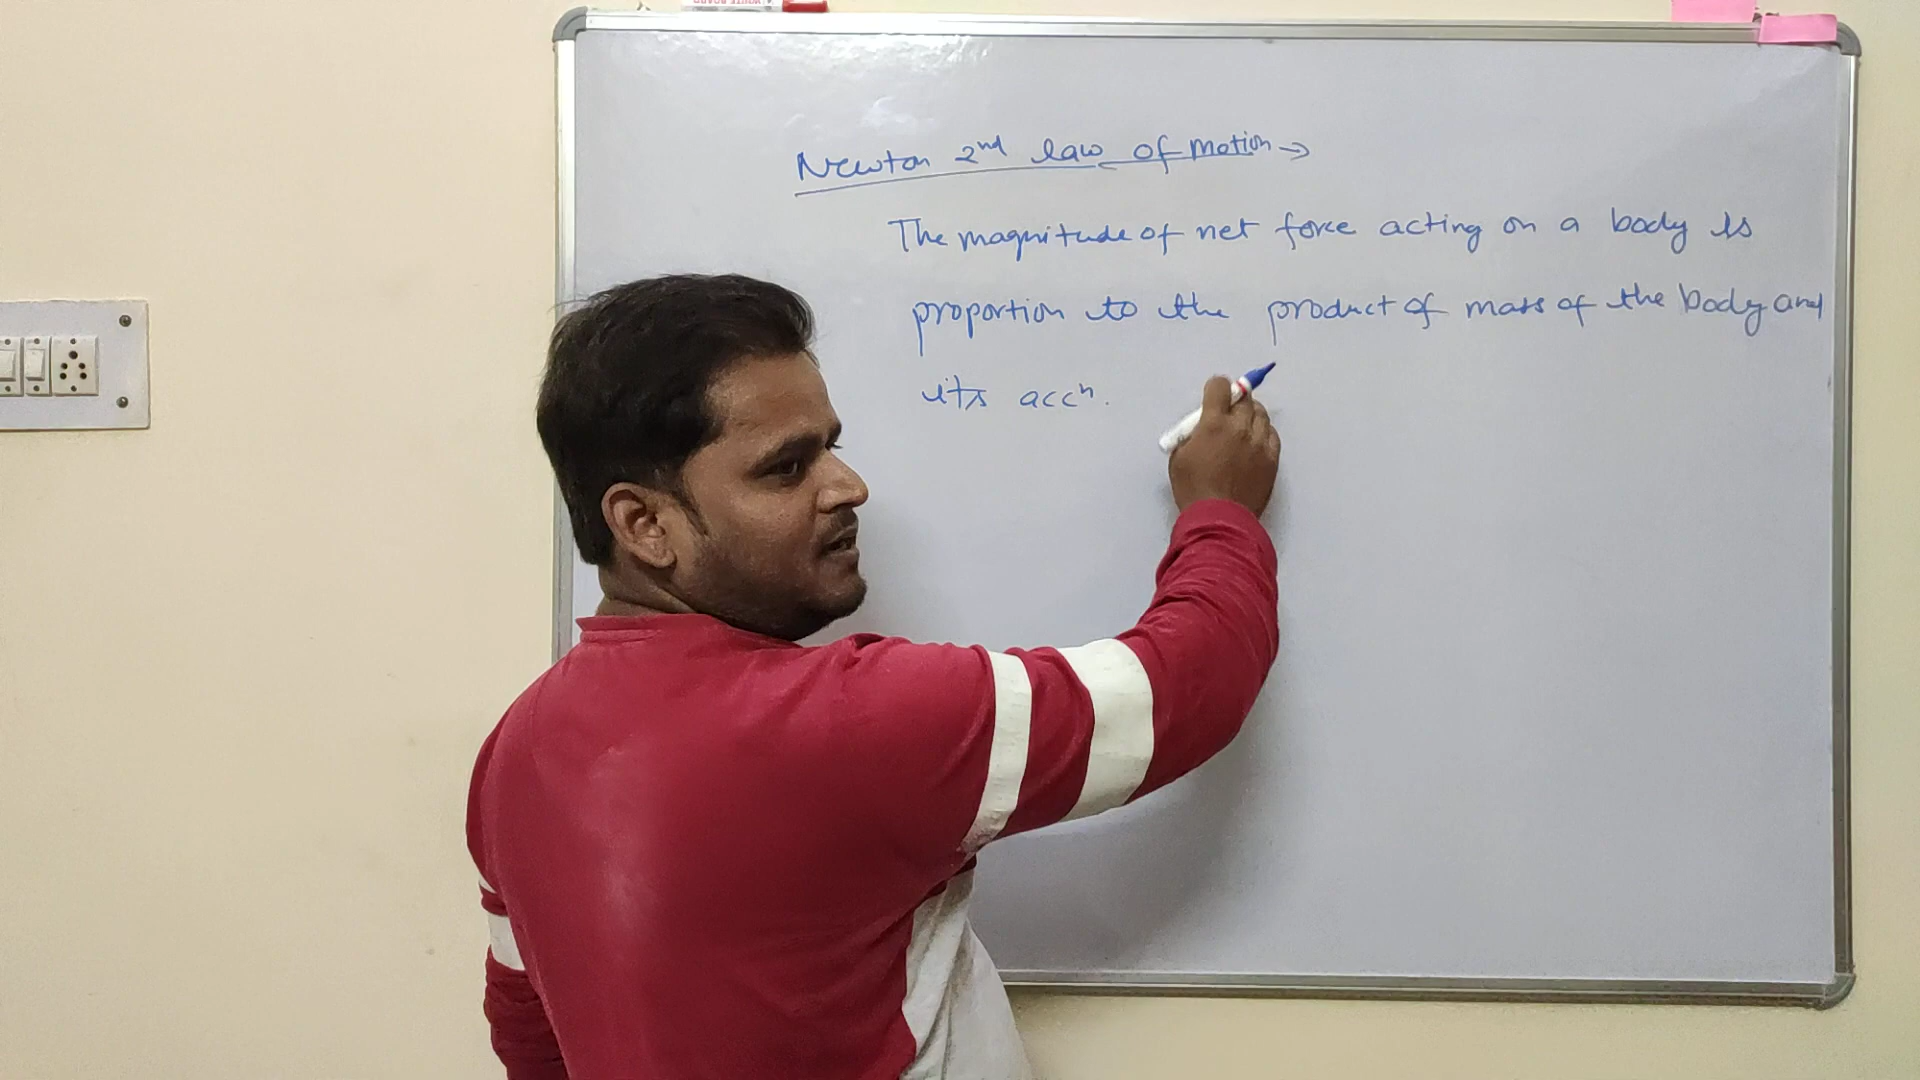 Newton 2nd law of motion →
The magnitude of net force acting on a body is
proportion to the product of mass of the body and
its accⁿ.